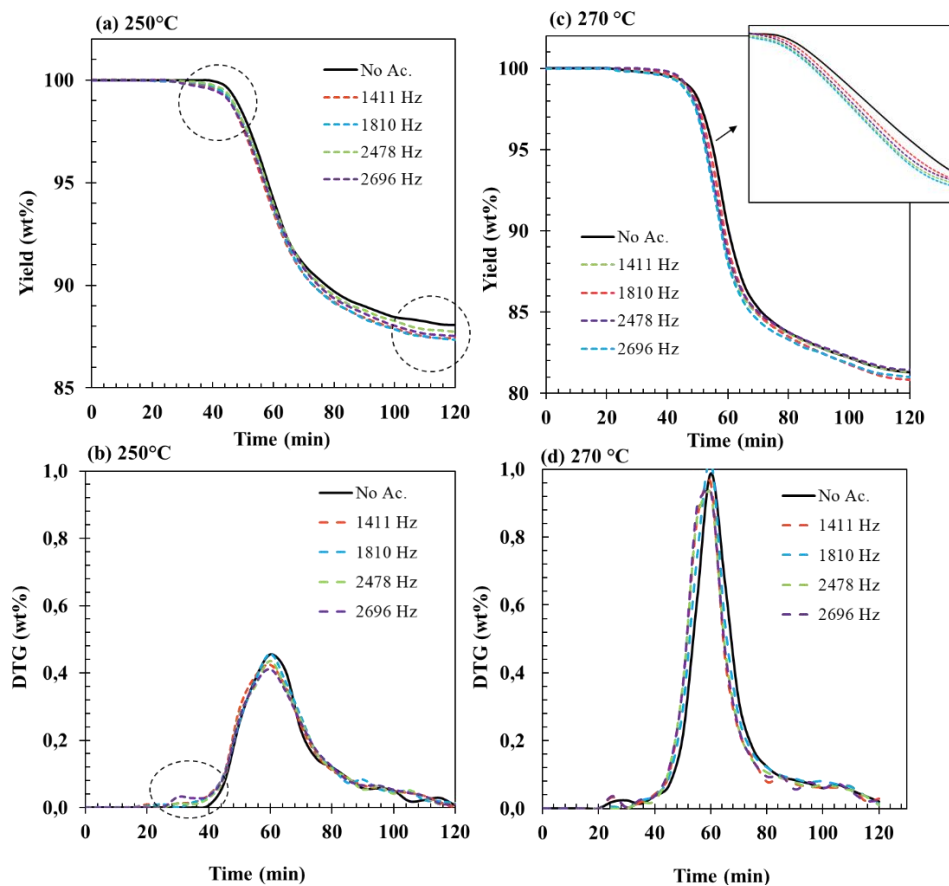 (a) 250°C
Yield (wt%)
100
95
90
85
0 20 40 60 80 100 120
Time (min)
No Ac.
1411 Hz
1810 Hz
2478 Hz
2696 Hz
(c) 270 °C
Yield (wt%)
100
95
90
85
80
0 20 40 60 80 100 120
Time (min)
No Ac.
1411 Hz
1810 Hz
2478 Hz
2696 Hz
(b) 250°C
DTG (wt%)
1,0
0,8
0,6
0,4
0,2
0,0
0 20 40 60 80 100 120
Time (min)
No Ac.
1411 Hz
1810 Hz
2478 Hz
2696 Hz
(d) 270 °C
DTG (wt%)
1,0
0,8
0,6
0,4
0,2
0,0
0 20 40 60 80 100 120
Time (min)
No Ac.
1411 Hz
1810 Hz
2478 Hz
2696 Hz